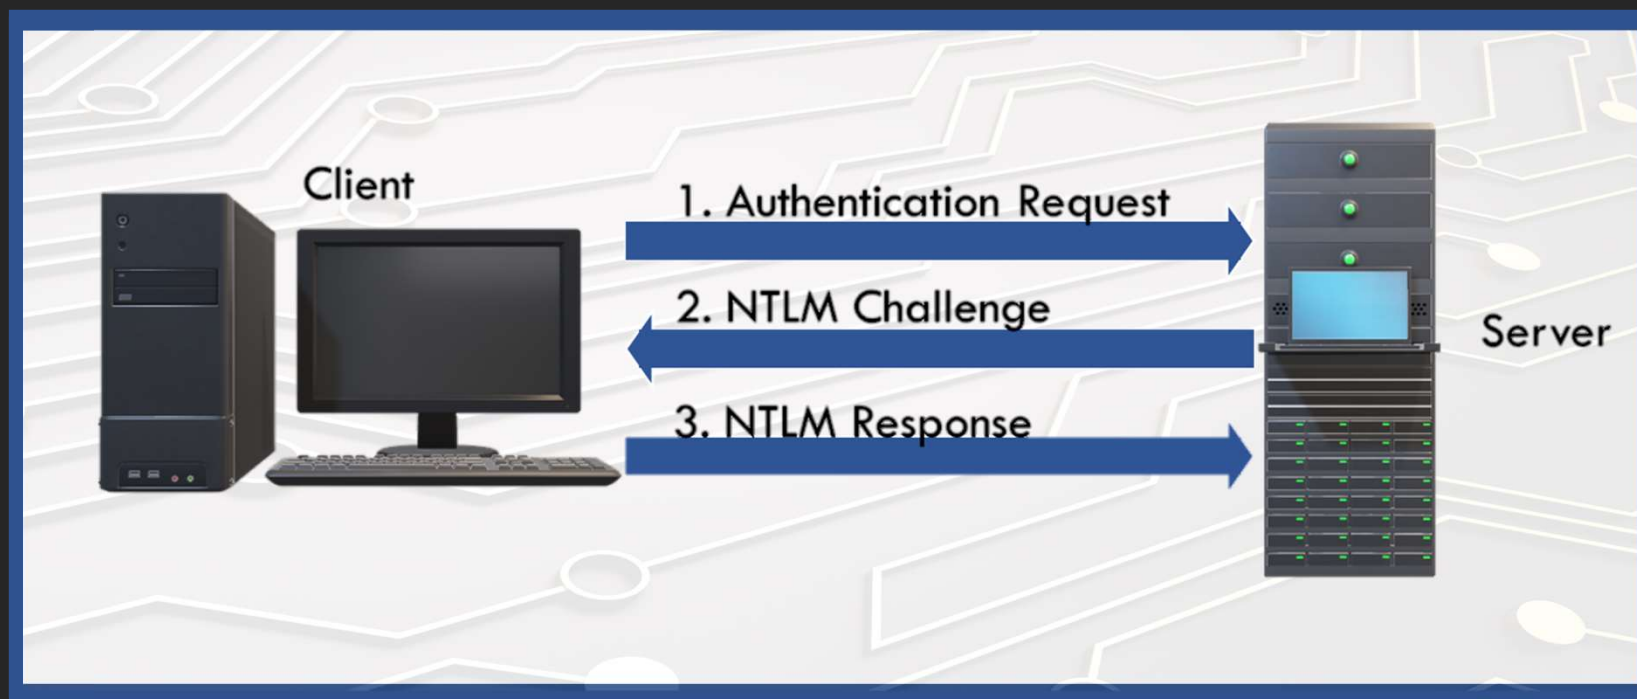 Client
1. Authentication Request
2. NTLM Challenge
3. NTLM Response
Server